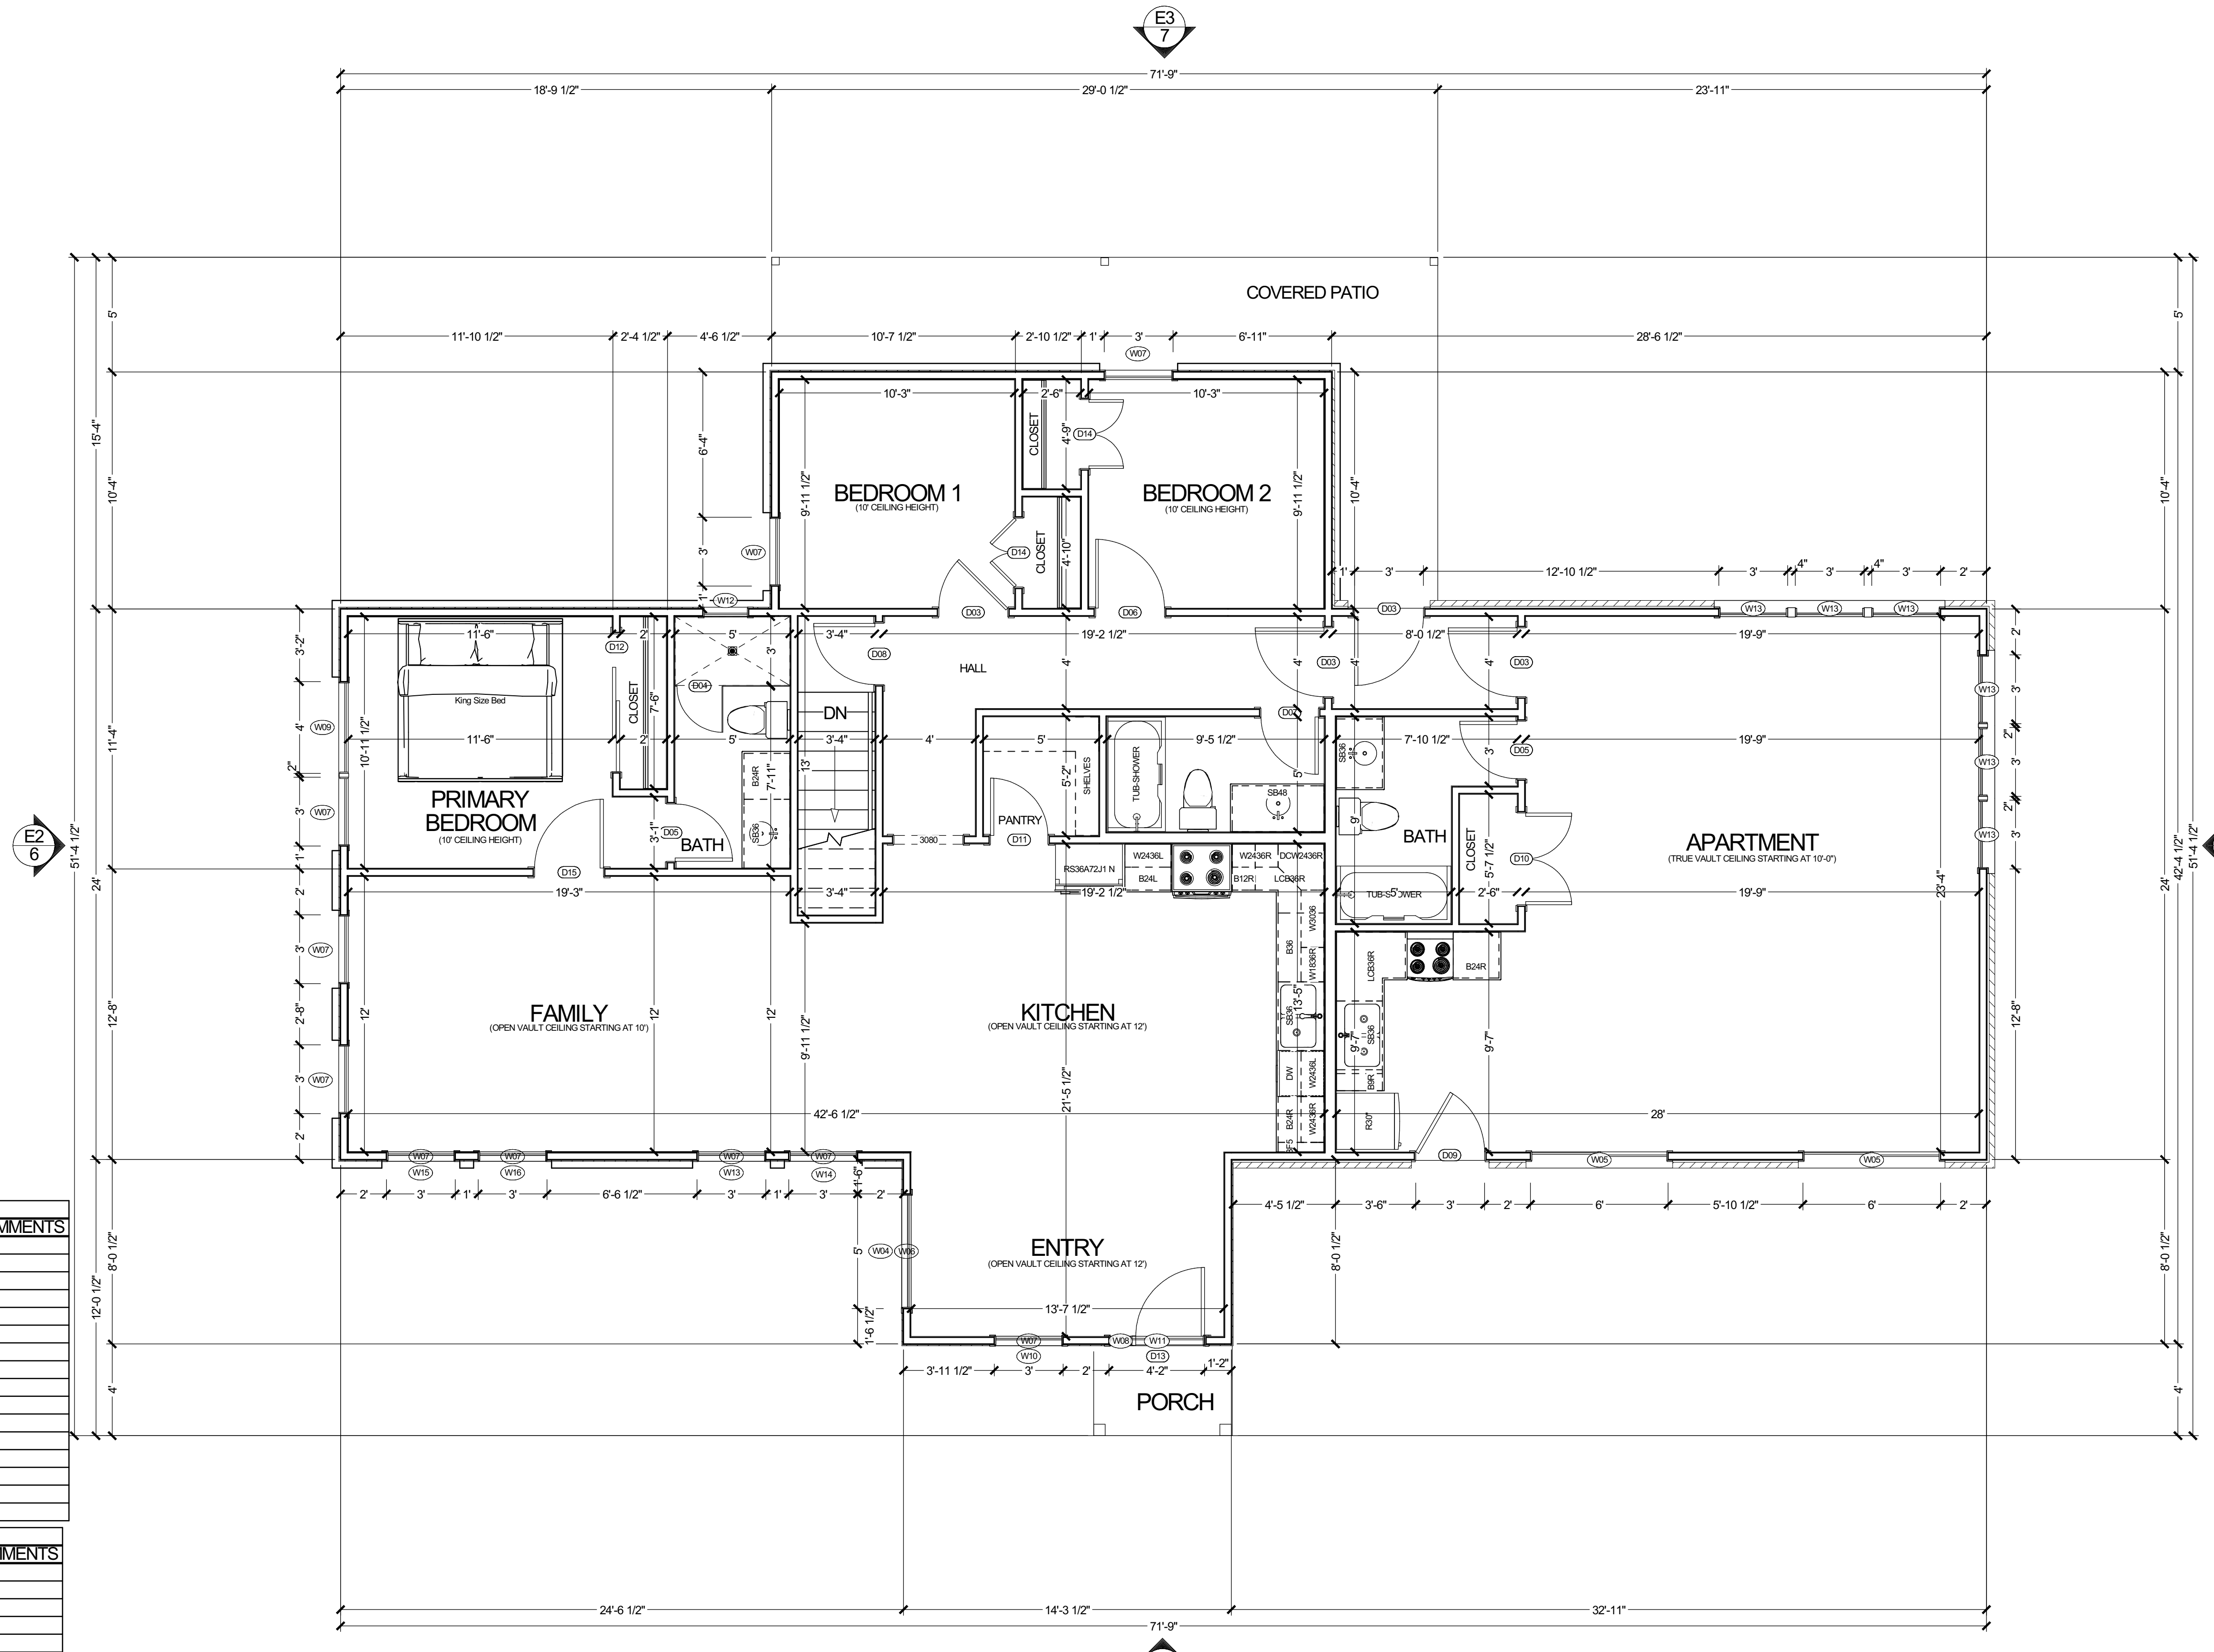 E3
7
71'-9"
18'-9 1/2"
29'-0 1/2"
23'-11"
COVERED PATIO
11'-10 1/2"
2'-4 1/2"
4'-6 1/2"
10'-7 1/2"
2'-10 1/2"
1'
3'
6'-11"
28'-6 1/2"
W07
10'-3"
2'-6"
10'-3"
CLOSET
4'-9"
D14
5'
15'-4"
10'-4"
6'-4"
9'-11 1/2"
BEDROOM 1
(10' CEILING HEIGHT)
BEDROOM 2
(10' CEILING HEIGHT)
9'-11 1/2"
10'-4"
5'
10'-4"
W07
3'
1'
D14
CLOSET
4'-10"
1'
3'
12'-10 1/2"
3'
4"
3'
4"
3'
2'
W12
D03
D06
D03
W13
W13
W13
11'-6"
2'
5'
3'-4"
19'-2 1/2"
8'-0 1/2"
19'-9"
D12
D08
HALL
4'
D03
4'
4'
D03
4'
3'
3'-2"
2'
King Size Bed
CLOSET
7'-6"
D04
DN
D07
W13
3'
W09
4'
2"
11'-4"
10'-11 1/2"
11'-6"
2'
5'
3'-4"
4'
5'
9'-5 1/2"
7'-10 1/2"
19'-9"
SB36
3'
D05
2"
W13
3'
2"
W13
3'
13'
7'-11"
B24R
5'-2"
SHELVES
TUB-SHOWER
5'
SB48
9'
W07
3'
1'
PRIMARY
BEDROOM
(10' CEILING HEIGHT)
3'-1"
D05
BATH
SB36
3080
PANTRY
D11
BATH
CLOSET
5'-7 1/2"
D10
APARTMENT
(TRUE VAULT CEILING STARTING AT 10'-0")
E2
6
51'-4 1/2"
24'
42'-4 1/2"
51'-4 1/2"
24'
D15
RS36A72J1 N
W2436L
B24L
W2436R
DCW2436R
B12R
LCB36R
19'-3"
3'-4"
19'-2 1/2"
TUB-SHOWER
5'
2'-6"
19'-9"
23'-4"
2'
W07
3'
12'-8"
2'-8"
W07
3'
2'
12'
FAMILY
(OPEN VAULT CEILING STARTING AT 10')
12'
12'
9'-11 1/2"
KITCHEN
(OPEN VAULT CEILING STARTING AT 12')
21'-5 1/2"
B36
W3036
W1836R
SB36
13'-5"
DW
W2436L
B24R
W2436R
LCB36R
B24R
SB36
9'-7"
9'-7"
B9R
R30"
12'-8"
42'-6 1/2"
28'
W07
W15
W07
W16
W07
W13
W07
W14
D09
W05
W05
2'
3'
1'
3'
6'-6 1/2"
3'
1'
3'
1'-6"
2'
4'-5 1/2"
3'-6"
3'
2'
6'
5'-10 1/2"
6'
2'
MMENTS
8'-0 1/2"
12'-0 1/2"
5'
W04
W06
ENTRY
(OPEN VAULT CEILING STARTING AT 12')
8'-0 1/2"
8'-0 1/2"
1'-6 1/2"
13'-7 1/2"
W07
W10
W08
W11
D13
3'-11 1/2"
3'
2'
4'-2"
1'-2"
4'
PORCH
4'
MENTS
24'-6 1/2"
14'-3 1/2"
32'-11"
71'-9"